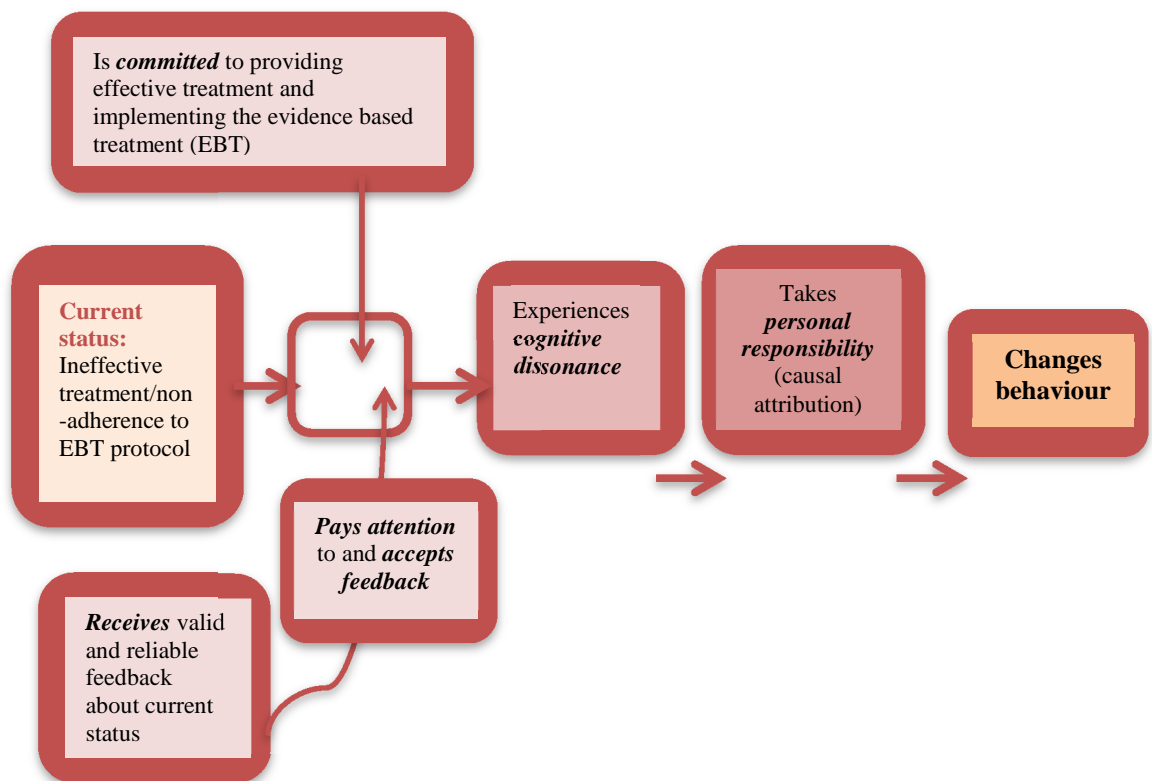 Is committed to providing
effective treatment and
implementing the evidence based
treatment (EBT)
Current
status:
Ineffective
treatment/non
-adherence to
EBT protocol
Experiences
cognitive
dissonance
Takes
personal
responsibility
(causal
attribution)
Changes
behaviour
Pays attention
to and accepts
feedback
Receives valid
and reliable
feedback
about current
status